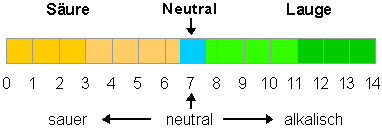 Säure Neutral Lauge
0 1 2 3 4 5 6 7 8 9 10 11 12 13 14
sauer neutral alkalisch